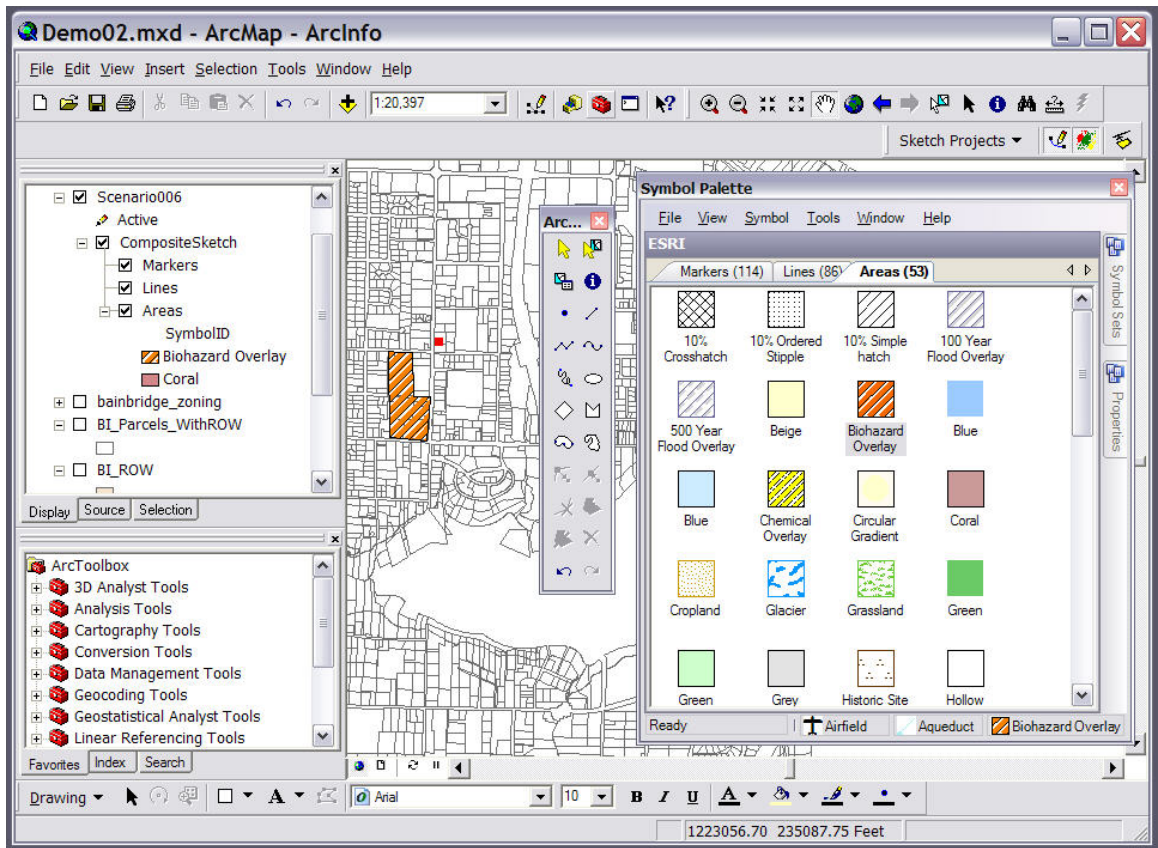 Demo02.mxd - ArcMap - ArcInfo
File Edit View Insert Selection Tools Window Help
1:20,397
Sketch Projects
Scenario006
Active
CompositeSketch
Markers
Lines
Areas
SymbolID
Biohazard Overlay
Coral
bainbridge_zoning
BI_Parcels_WithROW
BI_ROW
Display Source Selection
ArcToolbox
3D Analyst Tools
Analysis Tools
Cartography Tools
Conversion Tools
Data Management Tools
Geocoding Tools
Geostatistical Analyst Tools
Linear Referencing Tools
Favorites Index Search
Arc...
Symbol Palette
File View Symbol Tools Window Help
ESRI
Markers (114) Lines (86) Areas (53)
10% Crosshatch
10% Ordered Stipple
10% Simple hatch
100 Year Flood Overlay
500 Year Flood Overlay
Beige
Biohazard Overlay
Blue
Blue
Chemical Overlay
Circular Gradient
Coral
Cropland
Glacier
Grassland
Green
Green
Grey
Historic Site
Hollow
Symbol Sets
Properties
Ready
Airfield
Aqueduct
Biohazard Overlay
Drawing
A
Arial
10
B I U A
1223056.70 235087.75 Feet